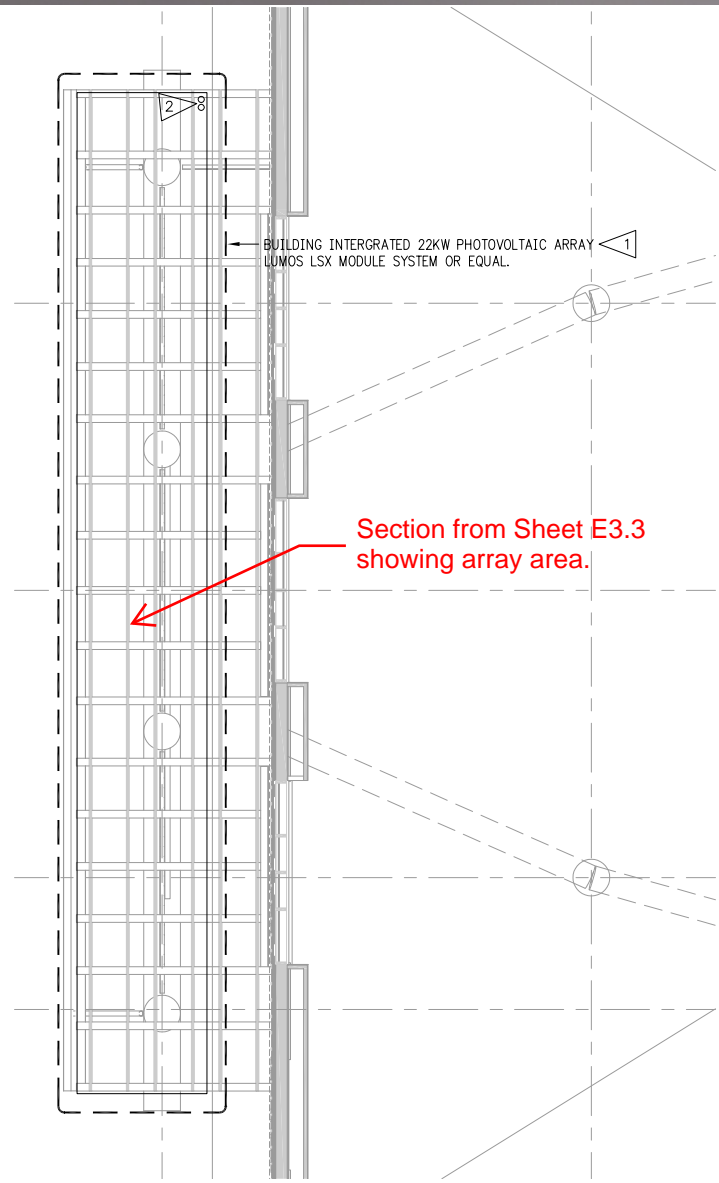 2
BUILDING INTERGRATED 22KW PHOTOVOLTAIC ARRAY 1
LUMOS LSX MODULE SYSTEM OR EQUAL.
Section from Sheet E3.3
showing array area.